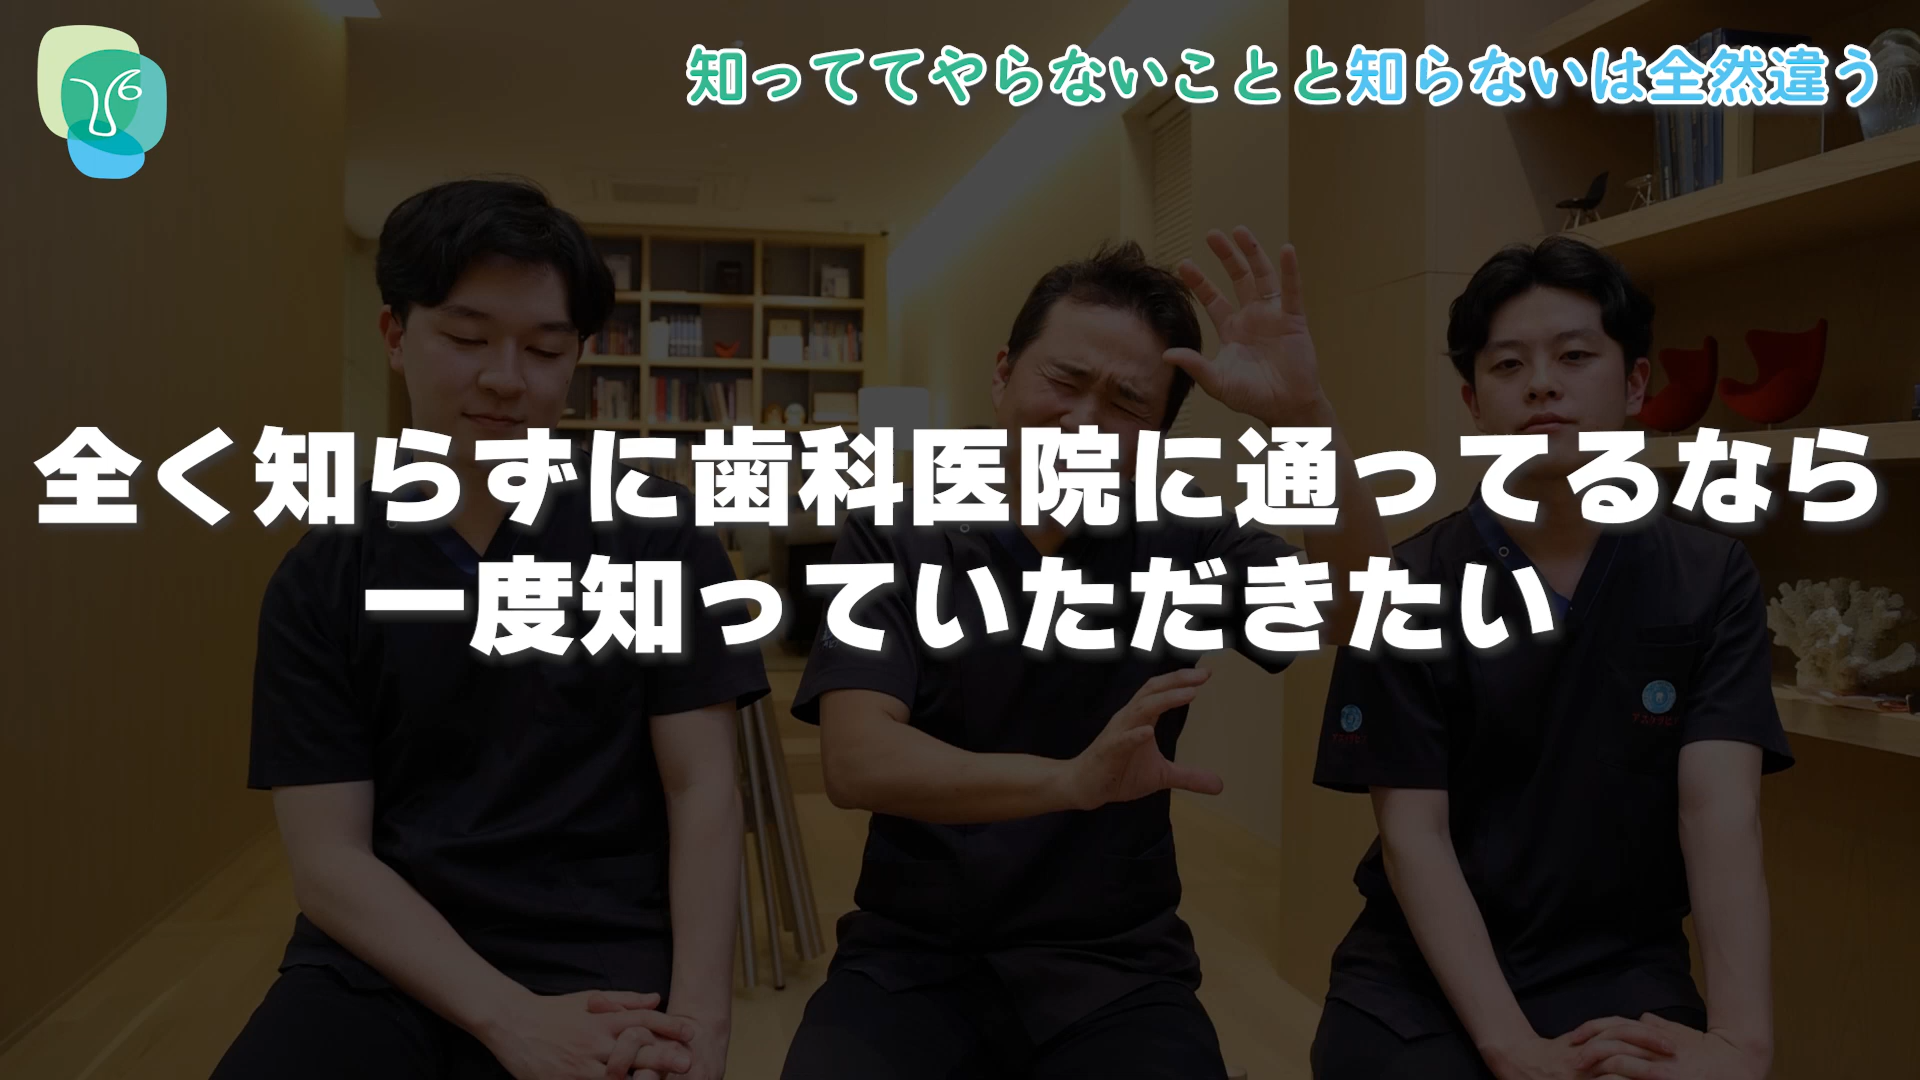 知っててやらないことと知らないは全然違う
全く知らずに歯科医院に通ってるなら
一度知っていただきたい